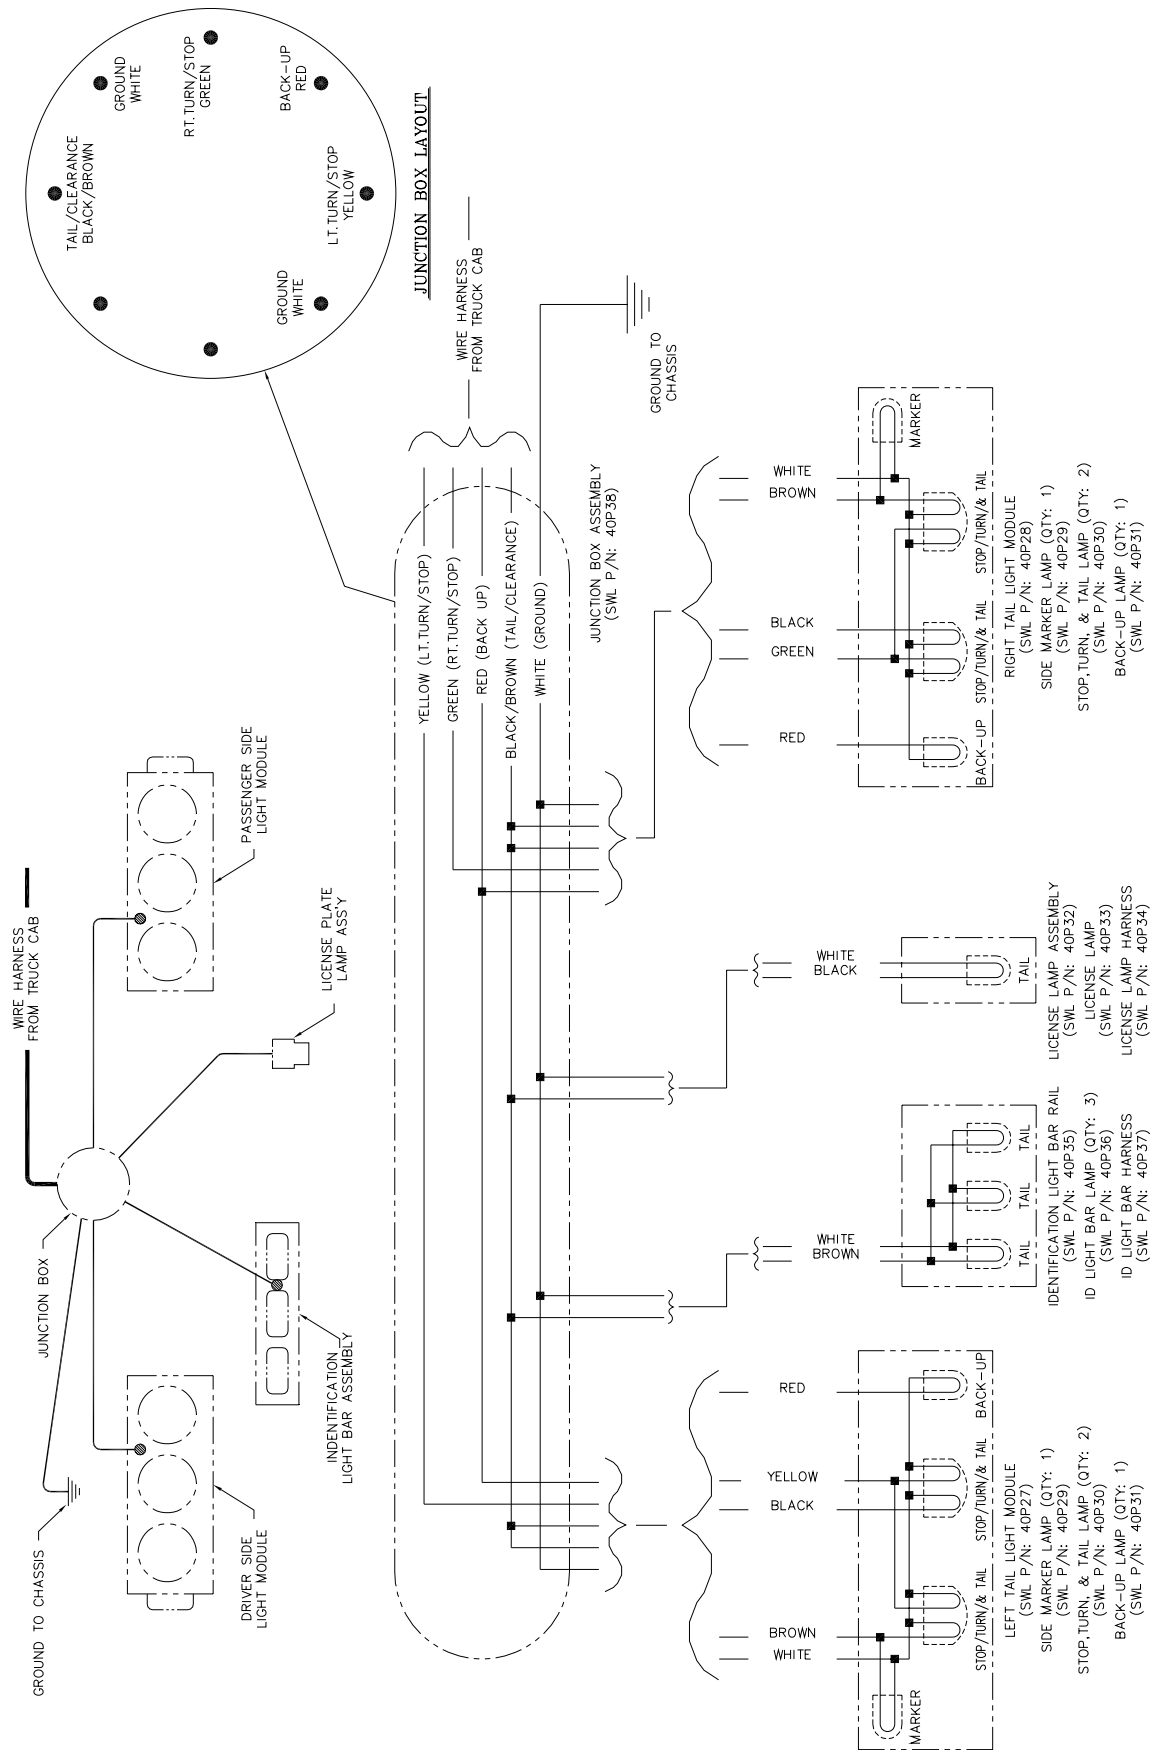 GROUND TO CHASSIS
JUNCTION BOX
WIRE HARNESS
FROM TRUCK CAB
DRIVER SIDE
LIGHT MODULE
INDENTIFICATION
LIGHT BAR ASSEMBLY
LICENSE PLATE
LAMP ASS'Y
PASSENGER SIDE
LIGHT MODULE
TAIL/CLEARANCE
BLACK/BROWN
GROUND
WHITE
RT.TURN/STOP
GREEN
BACK-UP
RED
LT.TURN/STOP
YELLOW
GROUND
WHITE
JUNCTION BOX LAYOUT
YELLOW (LT.TURN/STOP)
GREEN (RT.TURN/STOP)
RED (BACK UP)
BLACK/BROWN (TAIL/CLEARANCE)
WHITE (GROUND)
WIRE HARNESS
FROM TRUCK CAB
GROUND TO
CHASSIS
JUNCTION BOX ASSEMBLY
(SWL P/N: 40P38)
WHITE
BROWN
BLACK
YELLOW
RED
WHITE
BROWN
WHITE
BLACK
RED
GREEN
BLACK
BROWN
WHITE
MARKER
STOP/TURN/& TAIL
STOP/TURN/& TAIL
BACK-UP
LEFT TAIL LIGHT MODULE
(SWL P/N: 40P27)
SIDE MARKER LAMP (QTY: 1)
(SWL P/N: 40P29)
STOP,TURN, & TAIL LAMP (QTY: 2)
(SWL P/N: 40P30)
BACK-UP LAMP (QTY: 1)
(SWL P/N: 40P31)
TAIL
TAIL
TAIL
IDENTIFICATION LIGHT BAR RAIL
(SWL P/N: 40P35)
ID LIGHT BAR LAMP (QTY: 3)
(SWL P/N: 40P36)
ID LIGHT BAR HARNESS
(SWL P/N: 40P37)
TAIL
LICENSE LAMP ASSEMBLY
(SWL P/N: 40P32)
LICENSE LAMP
(SWL P/N: 40P33)
LICENSE LAMP HARNESS
(SWL P/N: 40P34)
BACK-UP
STOP/TURN/& TAIL
STOP/TURN/& TAIL
MARKER
RIGHT TAIL LIGHT MODULE
(SWL P/N: 40P28)
SIDE MARKER LAMP (QTY: 1)
(SWL P/N: 40P29)
STOP,TURN, & TAIL LAMP (QTY: 2)
(SWL P/N: 40P30)
BACK-UP LAMP (QTY: 1)
(SWL P/N: 40P31)